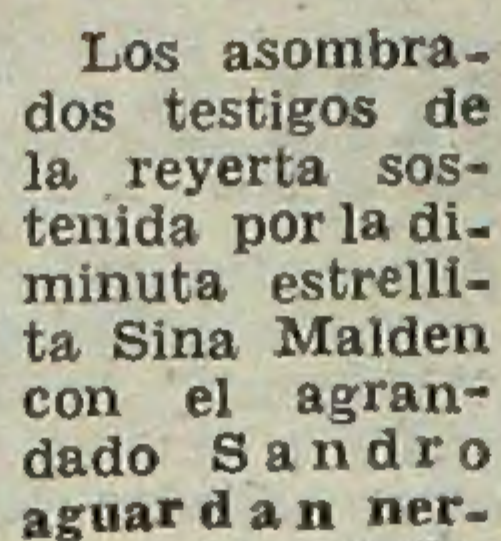 Los asombra-
dos testigos de
la reyerta sos-
tenida por la di-
minuta estrelli-
ta Sina Malden
con el agran-
dado Sandro
aguardan ner-